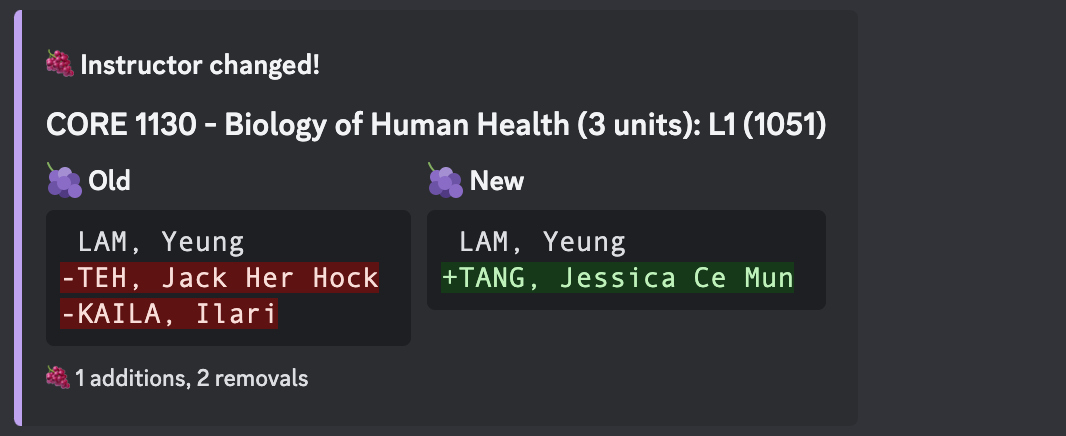 Instructor changed!
CORE 1130 - Biology of Human Health (3 units): L1 (1051)
Old
LAM, Yeung
-TEH, Jack Her Hock
-KAILA, Ilari
New
LAM, Yeung
+TANG, Jessica Ce Mun
1 additions, 2 removals